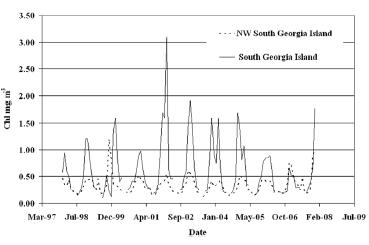 3.50
NW South Georgia Island
3.00
South Georgia Island
2.50
2.00
1.50
1.00
0.50
0.00
Chl mg m-3
Mar-97 Jul-98 Dec-99 Apr-01 Sep-02 Jan-04 May-05 Oct-06 Feb-08 Jul-09
Date